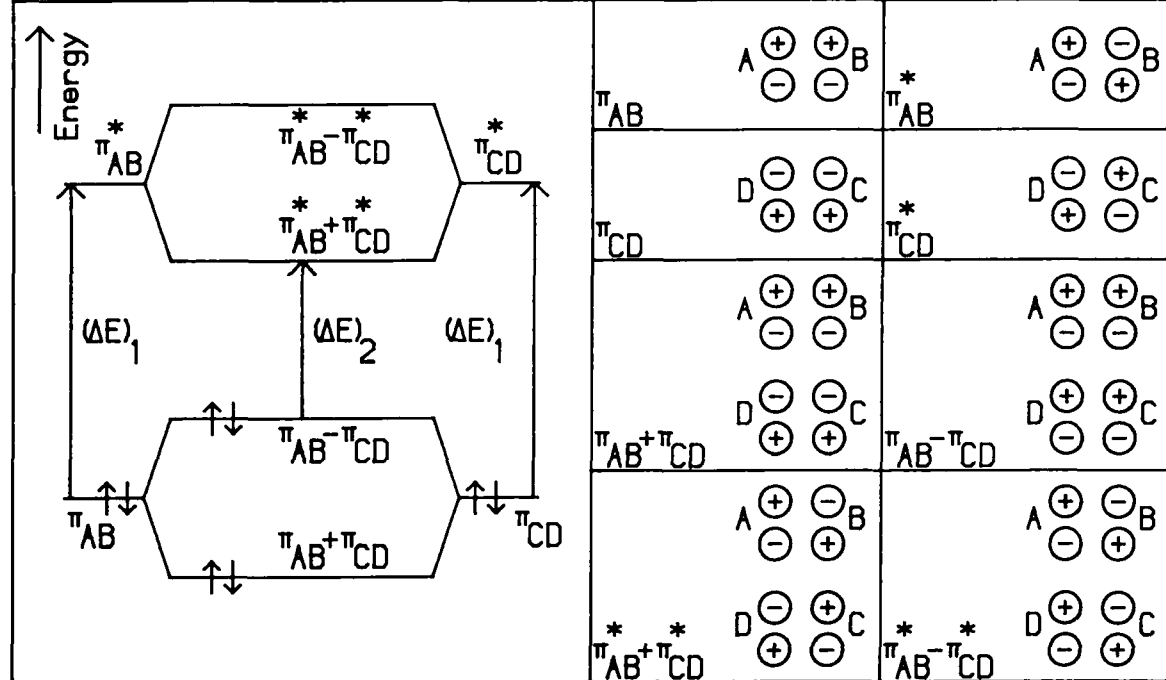 Energy
π*AB
π*AB-π*CD
π*CD
π*AB+π*CD
(ΔE)1
(ΔE)2
(ΔE)1
↑↓
πAB-πCD
↑↓
πAB
↑↓
πCD
πAB+πCD
↑↓
A + + B
- -
πAB
A + - B
- +
π*AB
D - - C
+ +
πCD
D - + C
+ -
π*CD
A + + B
- -
D - - C
+ +
πAB+πCD
A + + B
- -
D + + C
- -
πAB-πCD
A + - B
- +
D - + C
+ -
π*AB+π*CD
A + - B
- +
D + - C
- +
π*AB-π*CD